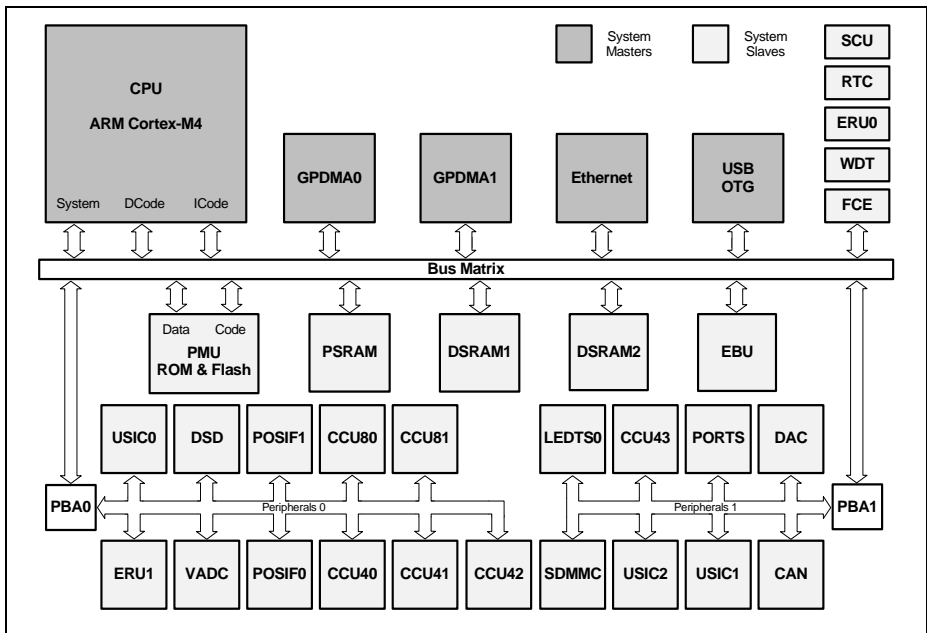 CPU
ARM Cortex-M4
System DCode ICode
System
Masters
System
Slaves
SCU
RTC
ERU0
WDT
FCE
GPDMA0
GPDMA1
Ethernet
USB
OTG
Bus Matrix
Data Code
PMU
ROM & Flash
PSRAM
DSRAM1
DSRAM2
EBU
USIC0
DSD
POSIF1
CCU80
CCU81
LEDTS0
CCU43
PORTS
DAC
PBA0
Peripherals 0
Peripherals 1
PBA1
ERU1
VADC
POSIF0
CCU40
CCU41
CCU42
SDMMC
USIC2
USIC1
CAN